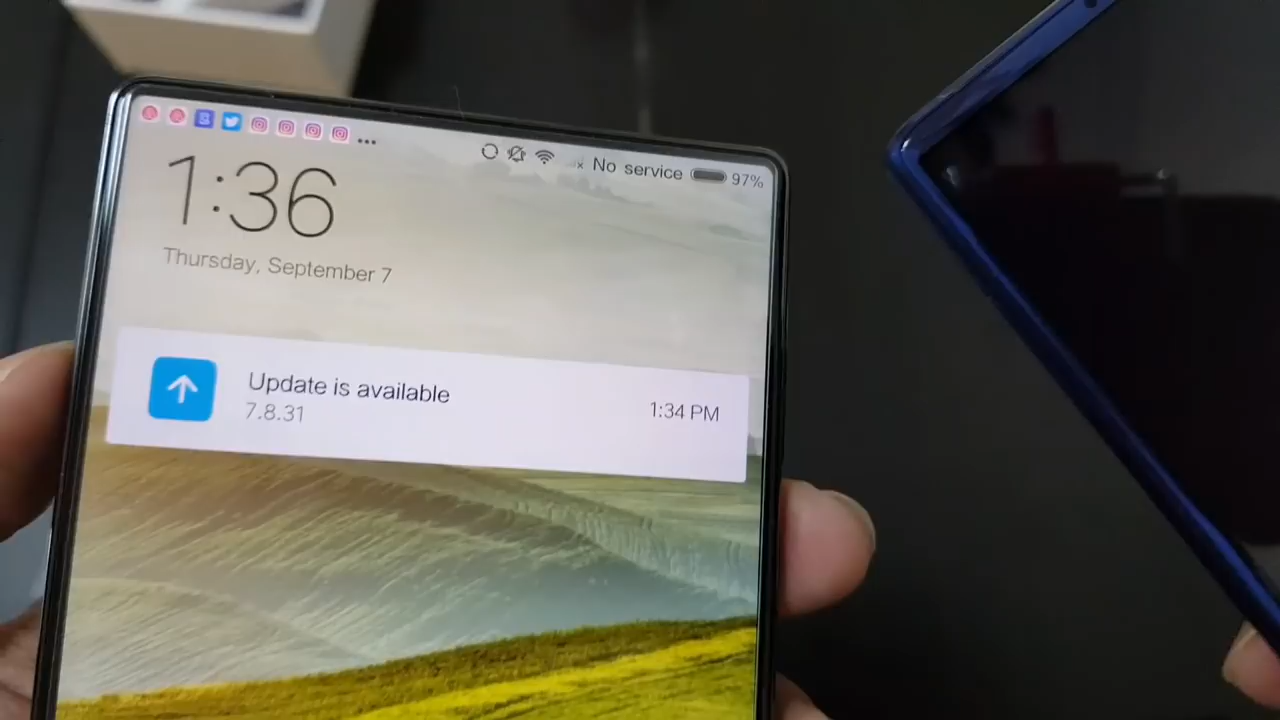 No service 97%
1:36
Thursday, September 7
Update is available
7.8.31
1:34 PM